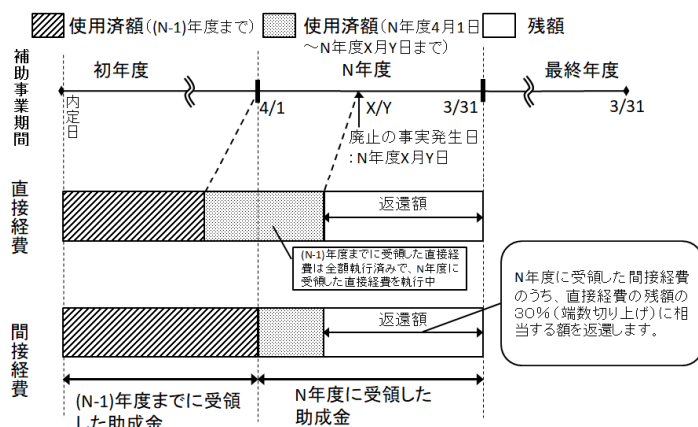 使用済額((N-1)年度まで)
使用済額(N年度4月1日
～N年度X月Y日まで)
残額
補助事業期間
初年度
N年度
最終年度
内定日
4/1
X/Y
3/31
3/31
廃止の事実発生日
:N年度X月Y日
直接経費
返還額
(N-1)年度までに受領した直接経
費は全額執行済みで、N年度に
受領した直接経費を執行中
N年度に受領した間接経費
のうち、直接経費の残額の
30%(端数切り上げ)に相
当する額を返還します。
間接経費
返還額
(N-1)年度までに受領
した助成金
N年度に受領した
助成金